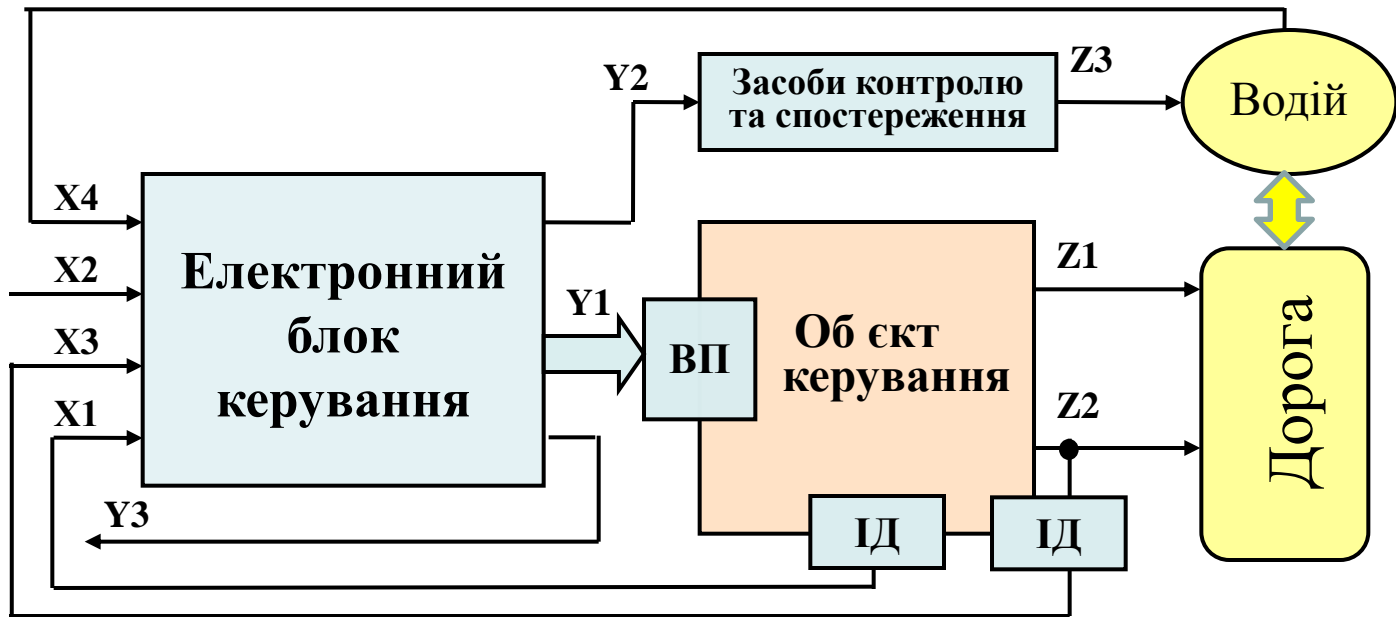 Y2
Засоби контролю
та спостереження
Z3
Водій
X4
X2
X3
X1
Електронний
блок
керування
Y1
ВП
Об єкт
керування
Z1
Z2
Дорога
Y3
ІД
ІД